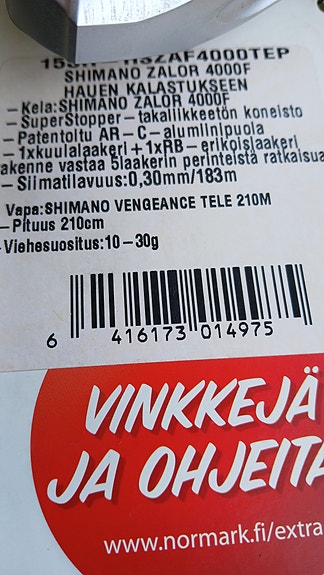 SHIMANO ZALOR 4000F
HAUEN KALASTUKSEEN
– Kela:SHIMANO ZALOR 4000F
– SuperStopper–takaliikkeetön koneisto
– Patentoitu AR–C–alumiinipuola
– 1xkuulalaakeri+1xRB–erikoislaakeri
rakenne vastaa 5laakerin perinteistä ratkaisua
– Siimatilavuus:0,30mm/183m
Vapa:SHIMANO VENGEANCE TELE 210M
– Pituus 210cm
– Viehesuositus:10–30g
6 416173 014975
VINKKEJÄ
JA OHJEITA
www.normark.fi/extra